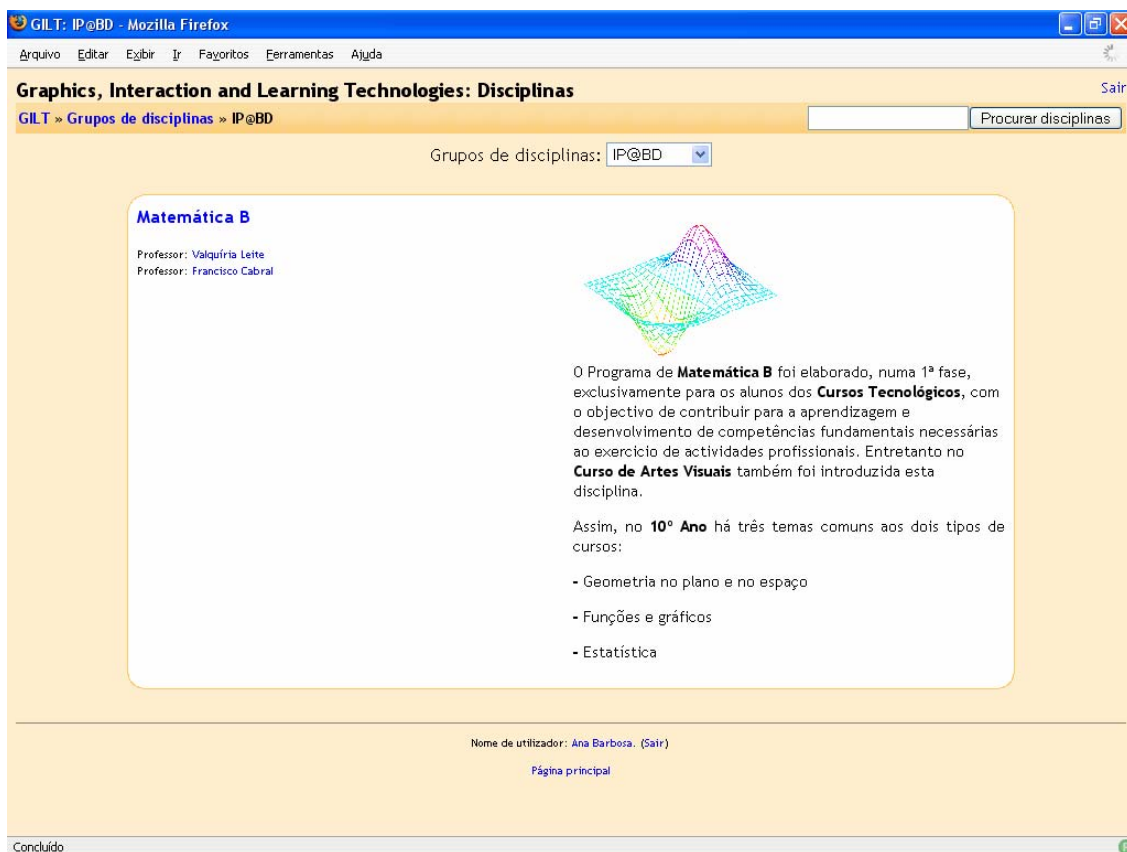 GILT: IP@BD - Mozilla Firefox
Arquivo Editar Exibir Ir Favoritos Ferramentas Ajuda
Graphics, Interaction and Learning Technologies: Disciplinas
Sair
GILT » Grupos de disciplinas » IP@BD
Procurar disciplinas
Grupos de disciplinas: IP@BD
Matemática B
Professor: Valquíria Leite
Professor: Francisco Cabral
O Programa de Matemática B foi elaborado, numa 1ª fase,
exclusivamente para os alunos dos Cursos Tecnológicos, com
o objectivo de contribuir para a aprendizagem e
desenvolvimento de competências fundamentais necessárias
ao exercicio de actividades profissionais. Entretanto no
Curso de Artes Visuais também foi introduzida esta
disciplina.
Assim, no 10º Ano há três temas comuns aos dois tipos de
cursos:
- Geometria no plano e no espaço
- Funções e gráficos
- Estatística
Nome de utilizador: Ana Barbosa. (Sair)
Página principal
Concluído